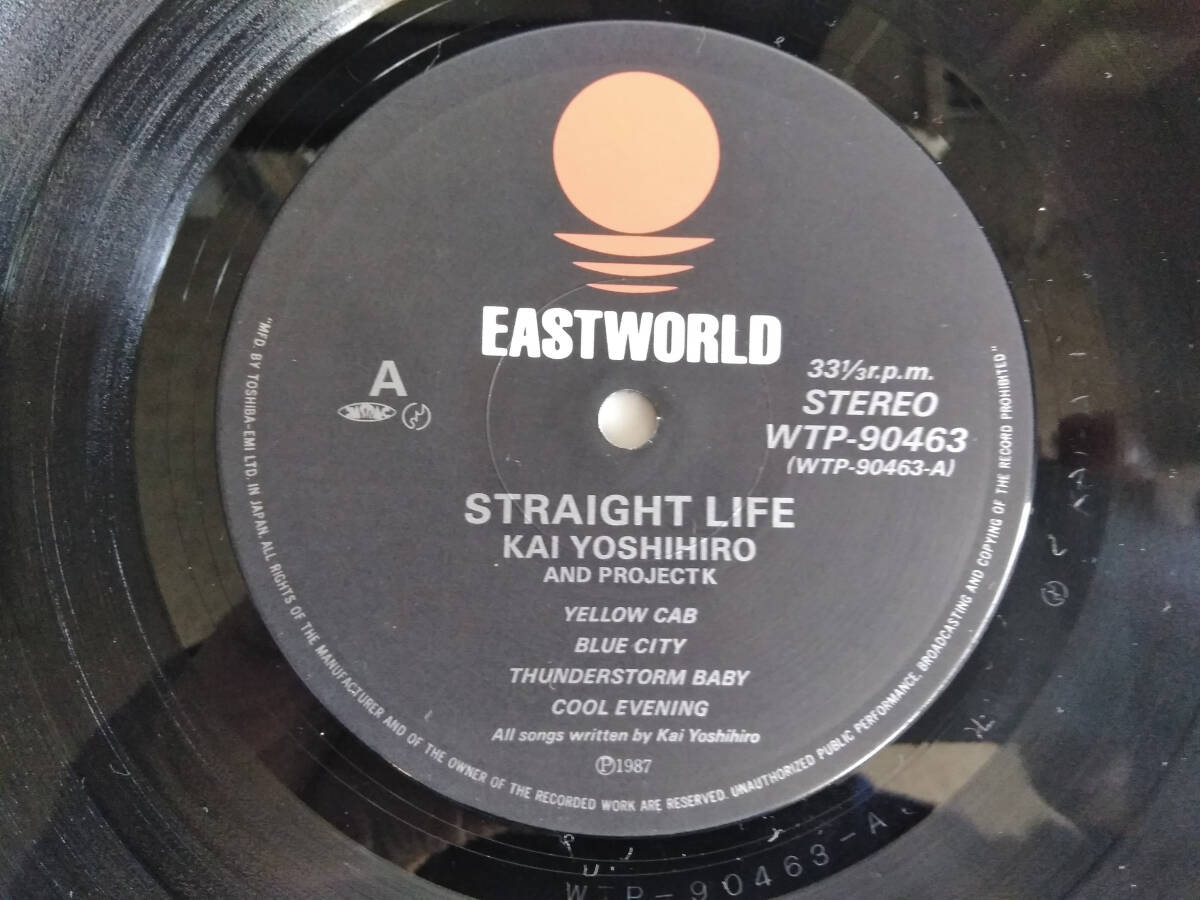 EASTWORLD
A
33⅓r.p.m.
STEREO
WTP-90463
(WTP-90463-A)
STRAIGHT LIFE
KAI YOSHIHIRO
AND PROJECT K
YELLOW CAB
BLUE CITY
THUNDERSTORM BABY
COOL EVENING
All songs written by Kai Yoshihiro
Ⓟ1987
"MFD. BY TOSHIBA-EMI LTD. IN JAPAN. ALL RIGHTS OF THE MANUFACTURER AND OF THE OWNER OF THE RECORDED WORK ARE RESERVED. UNAUTHORIZED PUBLIC PERFORMANCE, BROADCASTING AND COPYING OF THE RECORD PROHIBITED"
WTP-90463-A